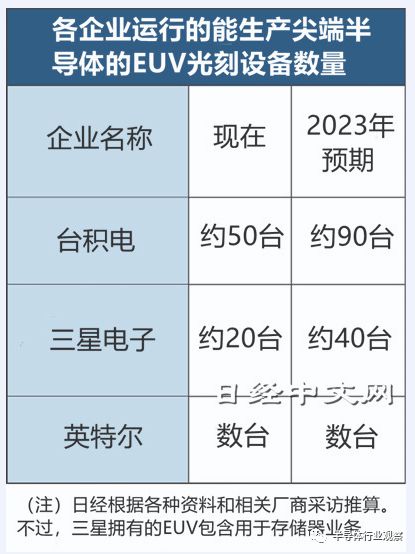 各企业运行的能生产尖端半
导体的EUV光刻设备数量
企业名称 现在 2023年
预期
台积电 约50台 约90台
三星电子 约20台 约40台
日经中文网
英特尔 数台 数台
（注）日经根据各种资料和相关厂商采访推算。
不过，三星拥有的EUV包含用于存储器业务
半导体行业观察